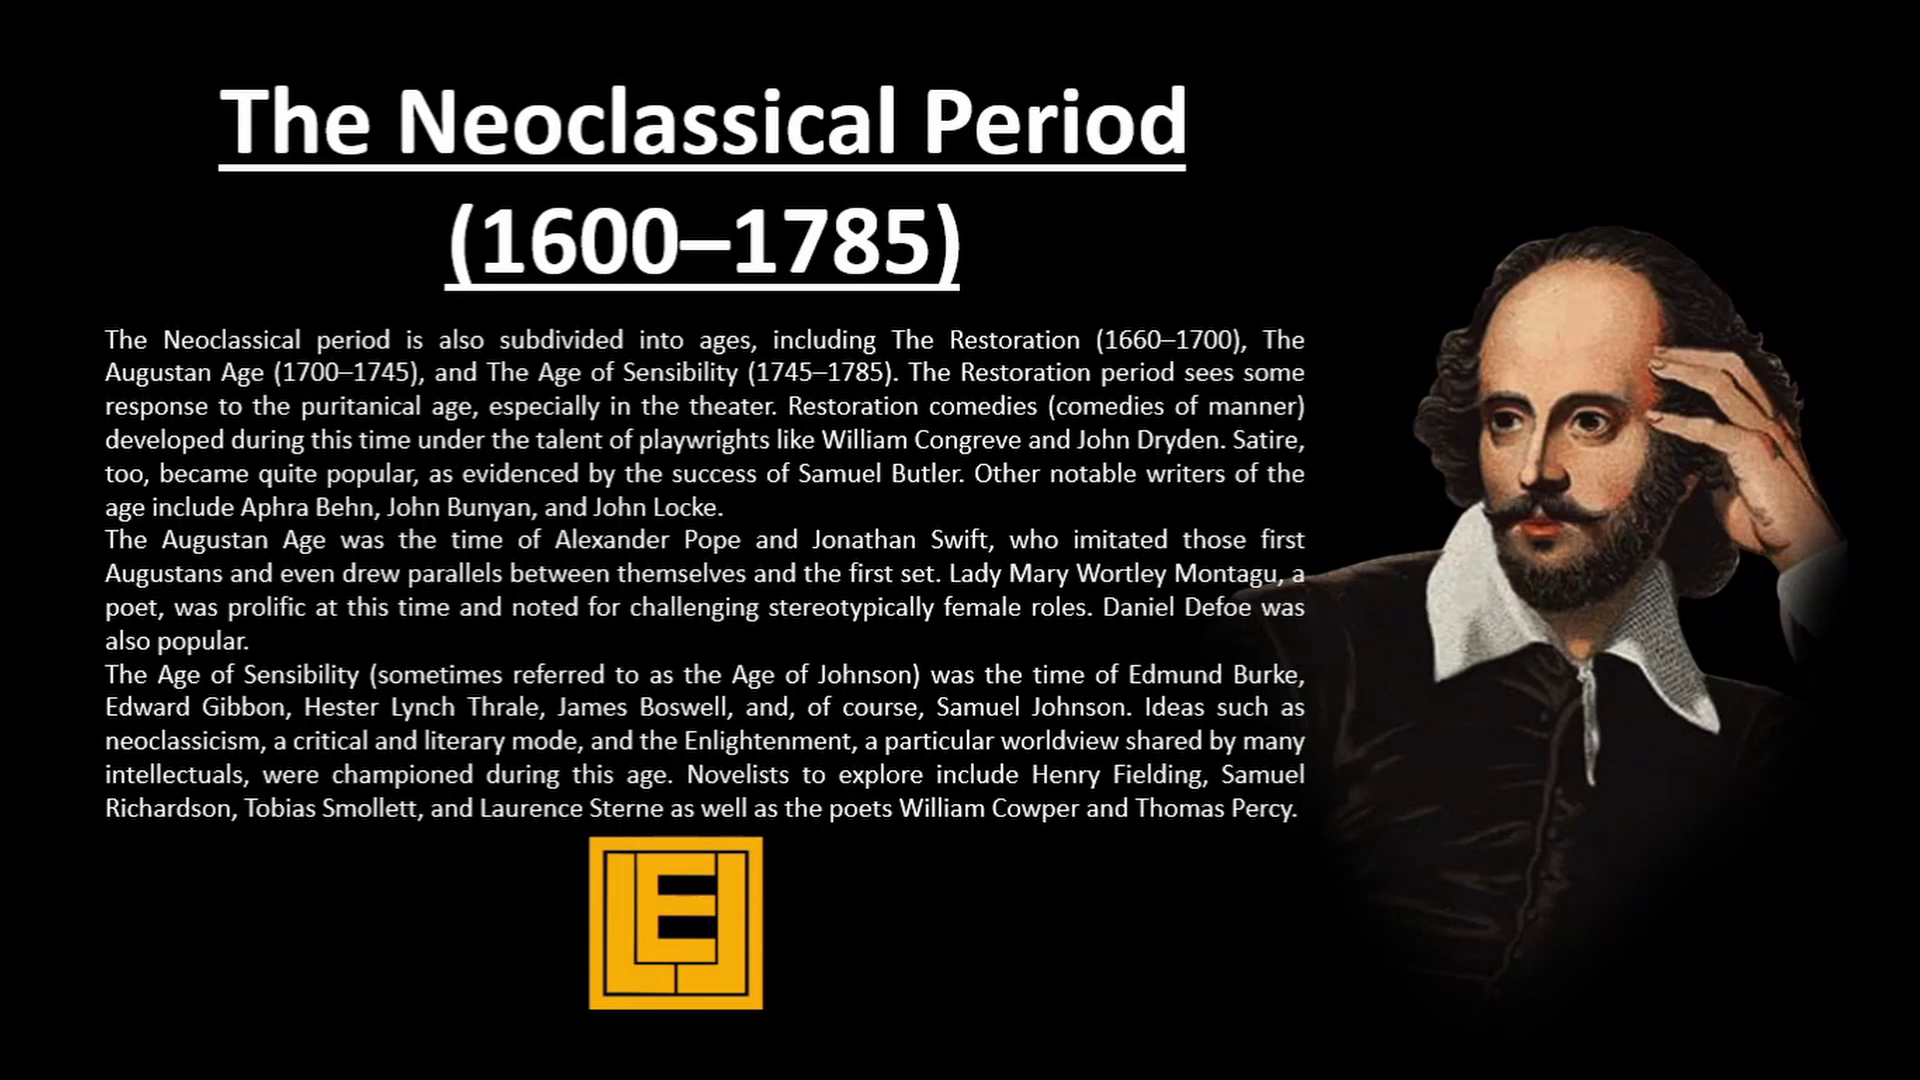 The Neoclassical Period
(1600–1785)
The Neoclassical period is also subdivided into ages, including The Restoration (1660–1700), The
Augustan Age (1700–1745), and The Age of Sensibility (1745–1785). The Restoration period sees some
response to the puritanical age, especially in the theater. Restoration comedies (comedies of manner)
developed during this time under the talent of playwrights like William Congreve and John Dryden. Satire,
too, became quite popular, as evidenced by the success of Samuel Butler. Other notable writers of the
age include Aphra Behn, John Bunyan, and John Locke.
The Augustan Age was the time of Alexander Pope and Jonathan Swift, who imitated those first
Augustans and even drew parallels between themselves and the first set. Lady Mary Wortley Montagu, a
poet, was prolific at this time and noted for challenging stereotypically female roles. Daniel Defoe was
also popular.
The Age of Sensibility (sometimes referred to as the Age of Johnson) was the time of Edmund Burke,
Edward Gibbon, Hester Lynch Thrale, James Boswell, and, of course, Samuel Johnson. Ideas such as
neoclassicism, a critical and literary mode, and the Enlightenment, a particular worldview shared by many
intellectuals, were championed during this age. Novelists to explore include Henry Fielding, Samuel
Richardson, Tobias Smollett, and Laurence Sterne as well as the poets William Cowper and Thomas Percy.